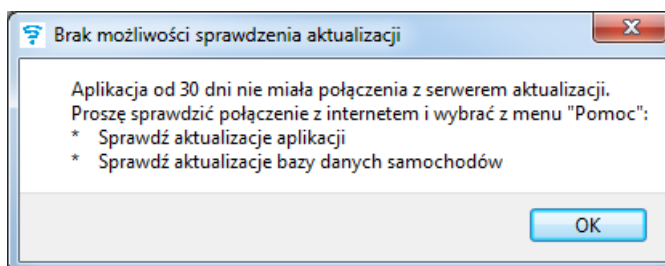 Brak możliwości sprawdzenia aktualizacji
Aplikacja od 30 dni nie miała połączenia z serwerem aktualizacji.
Proszę sprawdzić połączenie z internetem i wybrać z menu "Pomoc":
* Sprawdź aktualizacje aplikacji
* Sprawdź aktualizacje bazy danych samochodów
OK